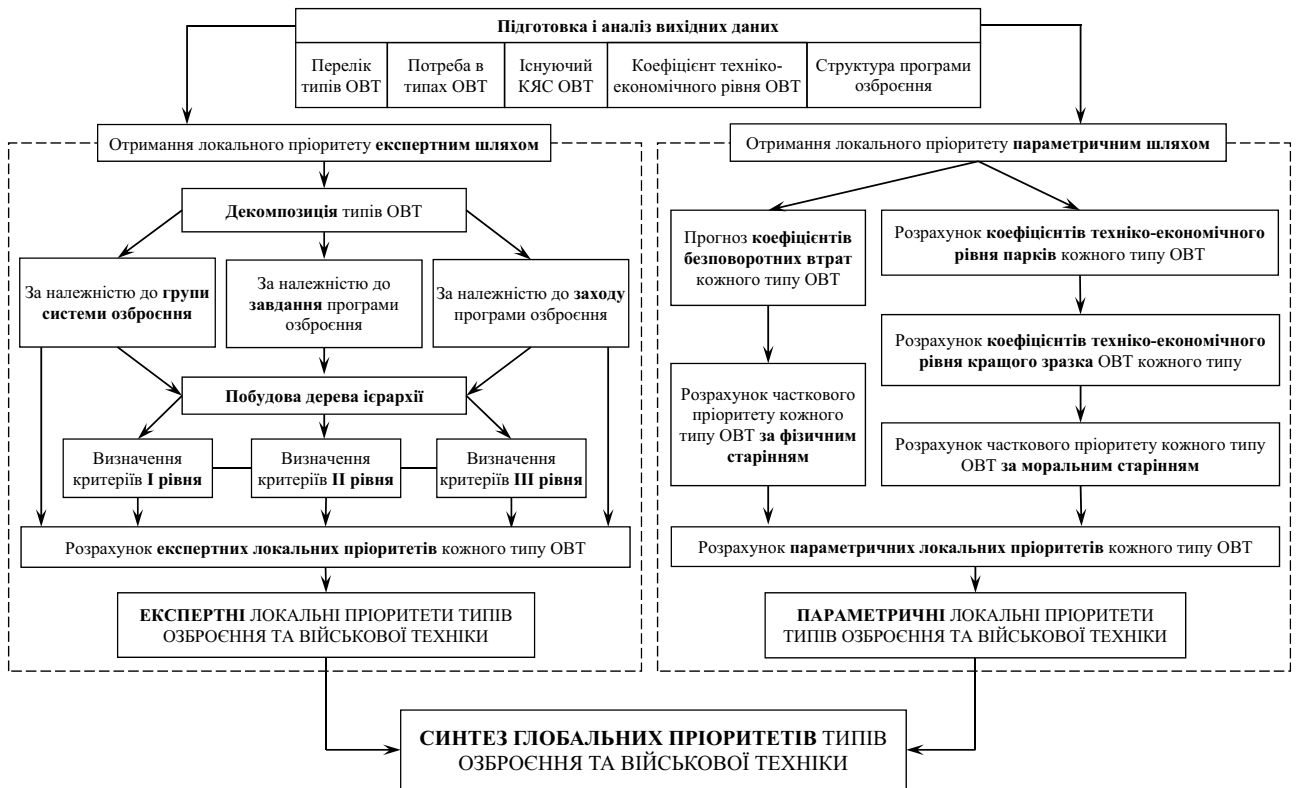 Підготовка і аналіз вихідних даних
Перелік
типів ОВТ
Потреба в
типах ОВТ
Існуючий
КЯС ОВТ
Коефіцієнт техніко-
економічного рівня ОВТ
Структура програми
озброєння
Отримання локального пріоритету експертним шляхом
Декомпозиція типів ОВТ
За належністю до групи
системи озброєння
За належністю до
завдання програми
озброєння
За належністю до заходу
програми озброєння
Побудова дерева ієрархії
Визначення
критеріїв I рівня
Визначення
критеріїв II рівня
Визначення
критеріїв III рівня
Розрахунок експертних локальних пріоритетів кожного типу ОВТ
ЕКСПЕРТНІ ЛОКАЛЬНІ ПРІОРИТЕТИ ТИПІВ
ОЗБРОЄННЯ ТА ВІЙСЬКОВОЇ ТЕХНІКИ
Отримання локального пріоритету параметричним шляхом
Прогноз коефіцієнтів
безповоротних втрат
кожного типу ОВТ
Розрахунок коефіцієнтів техніко-економічного
рівня парків кожного типу ОВТ
Розрахунок коефіцієнтів техніко-економічного
рівня кращого зразка ОВТ кожного типу
Розрахунок часткового
пріоритету кожного
типу ОВТ за фізичним
старінням
Розрахунок часткового пріоритету кожного типу
ОВТ за моральним старінням
Розрахунок параметричних локальних пріоритетів кожного типу ОВТ
ПАРАМЕТРИЧНІ ЛОКАЛЬНІ ПРІОРИТЕТИ
ТИПІВ ОЗБРОЄННЯ ТА ВІЙСЬКОВОЇ ТЕХНІКИ
СИНТЕЗ ГЛОБАЛЬНИХ ПРІОРИТЕТІВ ТИПІВ
ОЗБРОЄННЯ ТА ВІЙСЬКОВОЇ ТЕХНІКИ